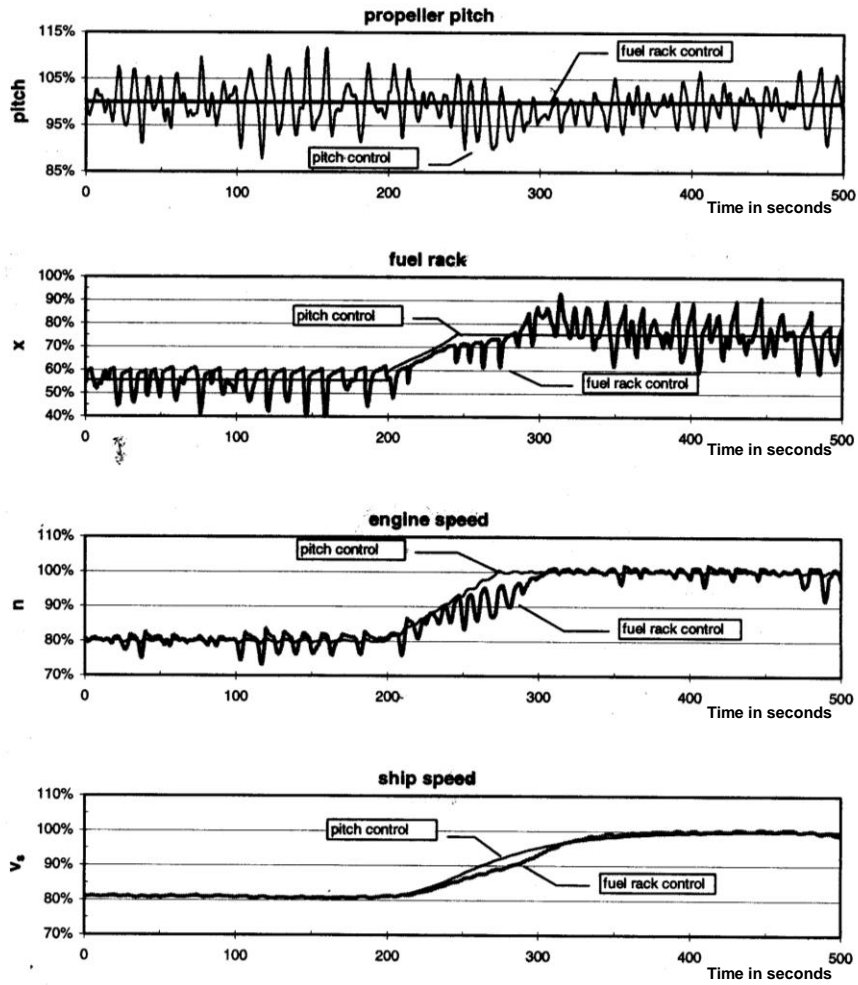 propeller pitch
115%
105%
95%
85%
pitch
fuel rack control
pitch control
0
100
200
300
400
500
Time in seconds
fuel rack
100%
90%
80%
70%
60%
50%
40%
x
pitch control
fuel rack control
0
100
200
300
400
500
Time in seconds
engine speed
110%
100%
90%
80%
70%
n
pitch control
fuel rack control
0
100
200
300
400
500
Time in seconds
ship speed
110%
100%
90%
80%
70%
vₛ
pitch control
fuel rack control
0
100
200
300
400
500
Time in seconds